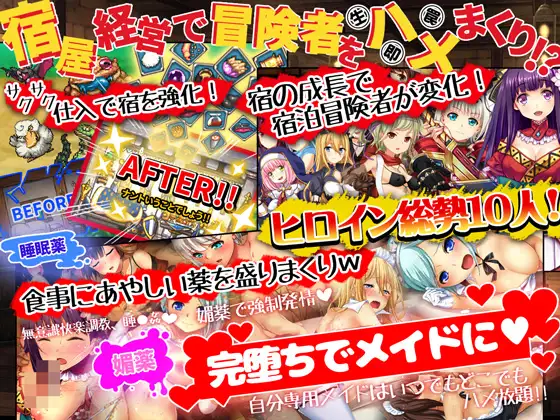 宿屋経営で冒険者をハメまくり!?
生 罠 即
サクサク仕入で宿を強化!
宿の成長で
宿泊冒険者が変化!
AFTER!!
ナントいうことでしょう!!
BEFORE
ヒロイン総勢10人!
睡眠薬
食事にあやしい薬を盛りまくりw
媚薬で強制発情
無意識快楽調教、睡●姦
媚薬
完堕ちでメイドに♥
自分専用メイドはいつでもどこでも
ハメ放題!!